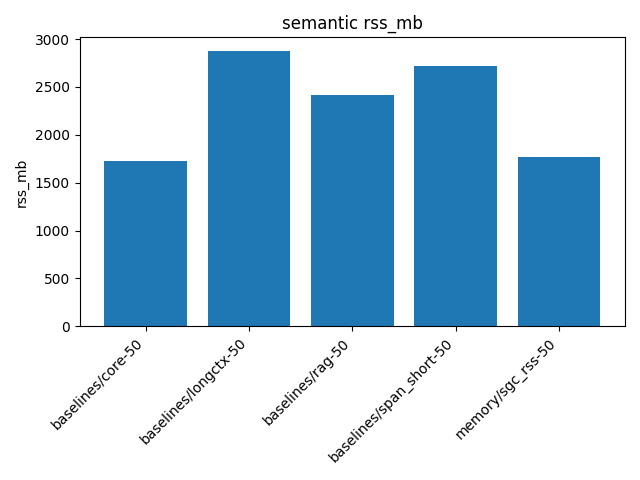 semantic rss_mb
rss_mb
3000
2500
2000
1500
1000
500
0
baselines/core-50
baselines/longctx-50
baselines/rag-50
baselines/span_short-50
memory/sgc_rss-50